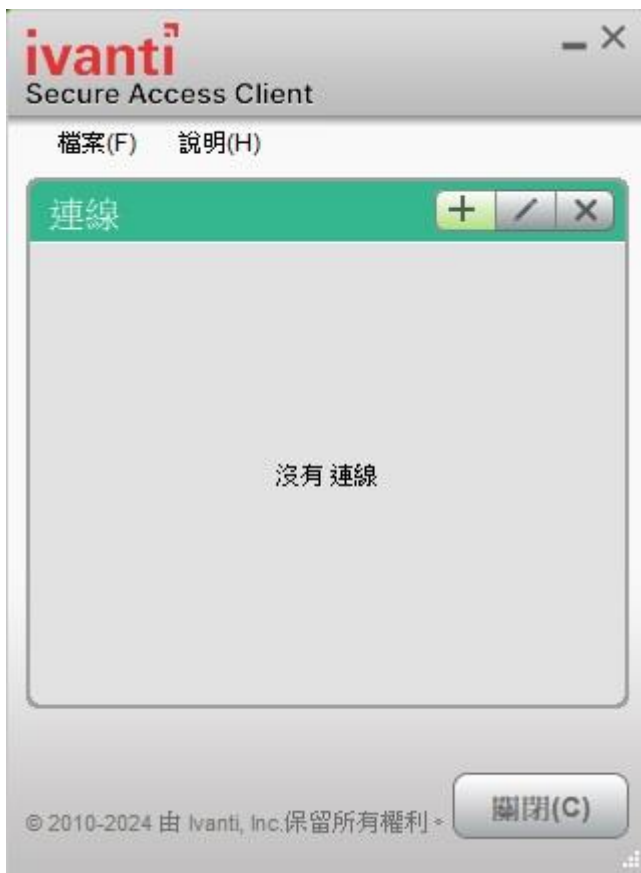 ivanti
Secure Access Client
檔案(F) 說明(H)
連線
沒有 連線
© 2010-2024 由 Ivanti, Inc.保留所有權利。
關閉(C)